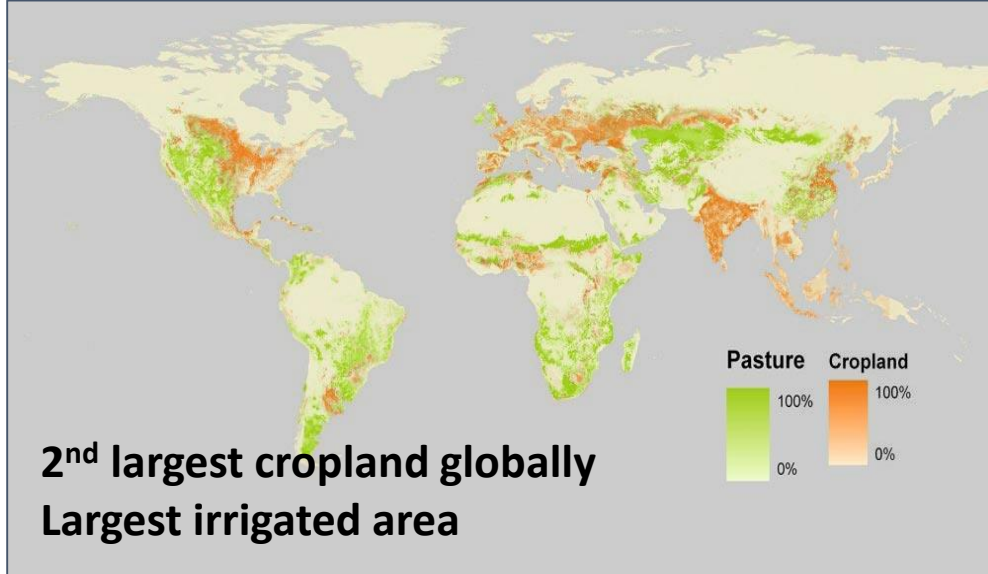 Pasture Cropland
100% 100%
0% 0%
2nd largest cropland globally
Largest irrigated area